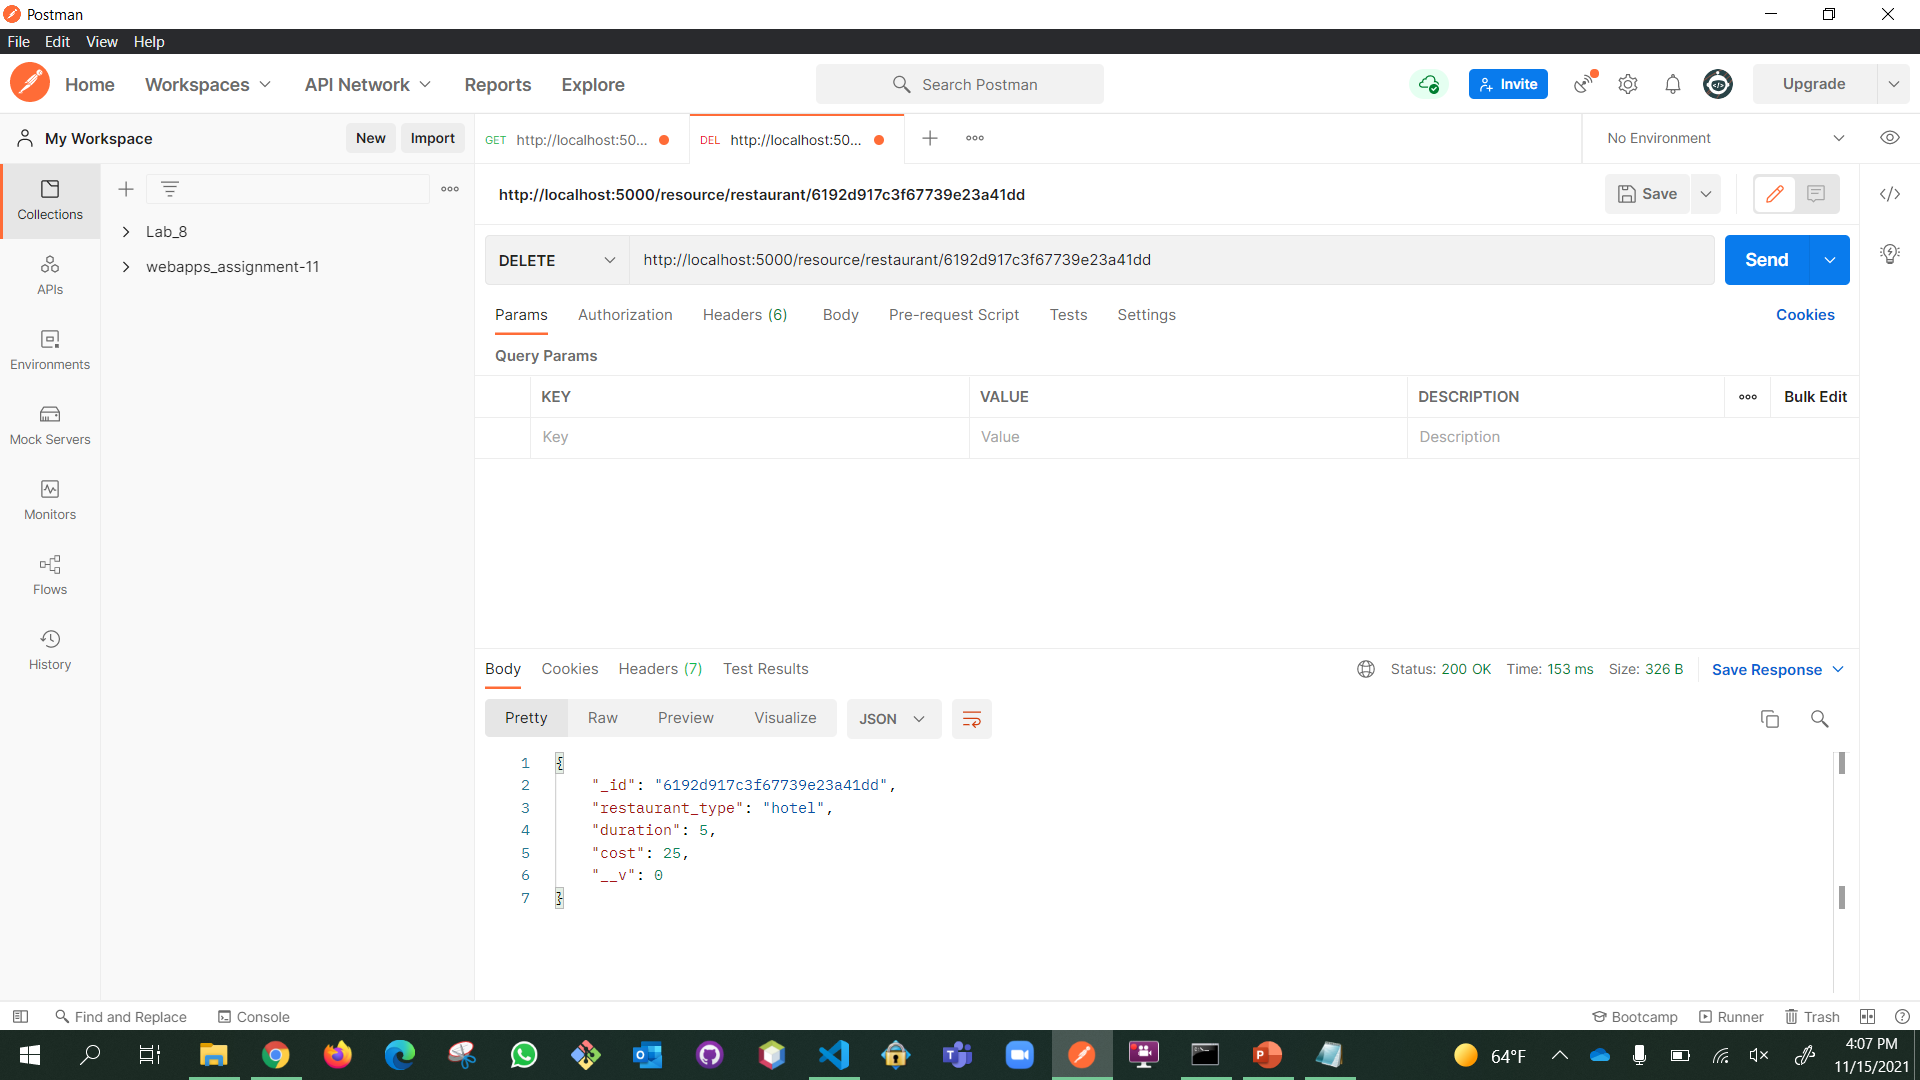 Postman
File Edit View Help
Home Workspaces API Network Reports Explore Search Postman Invite Upgrade
My Workspace New Import GET http://localhost:50... DEL http://localhost:50... No Environment
Collections
APIs
Environments
Mock Servers
Monitors
Flows
History
Lab_8
webapps_assignment-11
http://localhost:5000/resource/restaurant/6192d917c3f67739e23a41dd Save
DELETE http://localhost:5000/resource/restaurant/6192d917c3f67739e23a41dd Send
Params Authorization Headers (6) Body Pre-request Script Tests Settings Cookies
Query Params
KEY VALUE DESCRIPTION Bulk Edit
Key Value Description
Body Cookies Headers (7) Test Results Status: 200 OK Time: 153 ms Size: 326 B Save Response
Pretty Raw Preview Visualize JSON
1 {
2 "_id": "6192d917c3f67739e23a41dd",
3 "restaurant_type": "hotel",
4 "duration": 5,
5 "cost": 25,
6 "__v": 0
7 }
Find and Replace Console Bootcamp Runner Trash
64°F 4:07 PM
11/15/2021